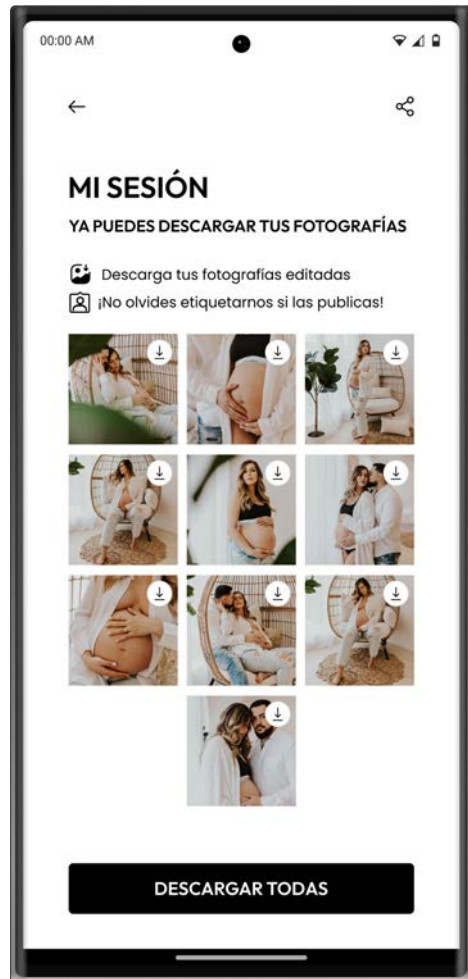 00:00 AM
MI SESIÓN
YA PUEDES DESCARGAR TUS FOTOGRAFÍAS
Descarga tus fotografías editadas
¡No olvides etiquetarnos si las publicas!
DESCARGAR TODAS